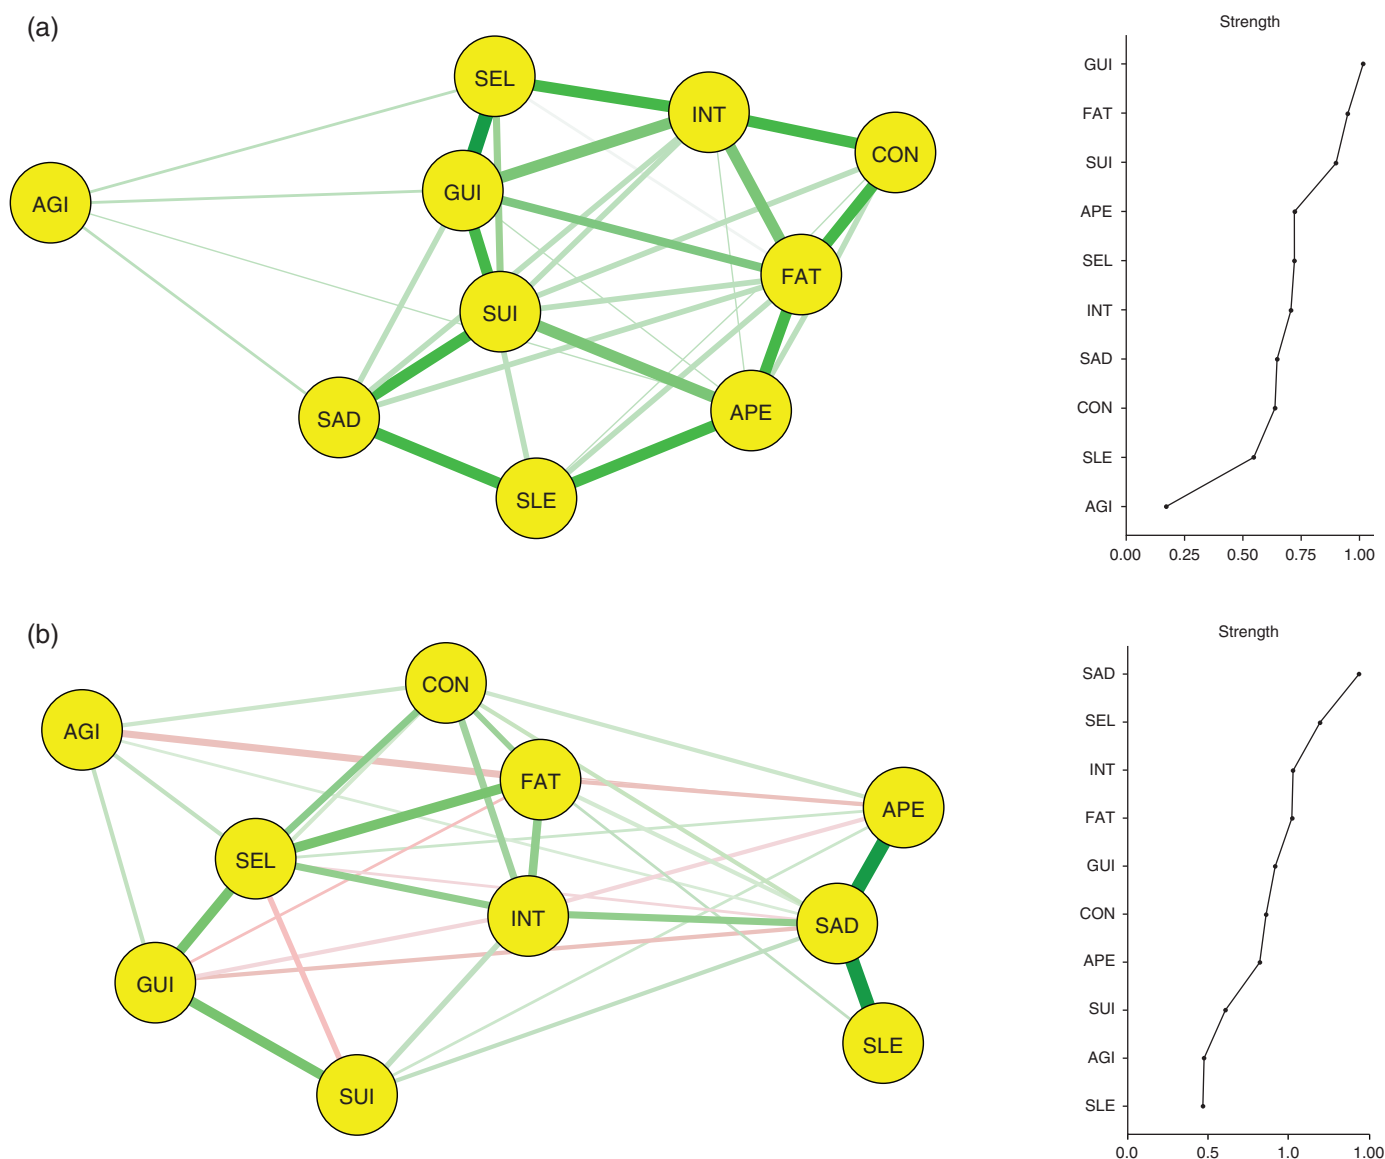 (a)
SEL
INT
CON
AGI
GUI
FAT
SUI
SAD
APE
SLE
Strength
GUI
FAT
SUI
APE
SEL
INT
SAD
CON
SLE
AGI
0.00 0.25 0.50 0.75 1.00
(b)
CON
AGI
FAT
APE
SEL
INT
SAD
GUI
SLE
SUI
Strength
SAD
SEL
INT
FAT
GUI
CON
APE
SUI
AGI
SLE
0.0 0.5 1.0 1.00